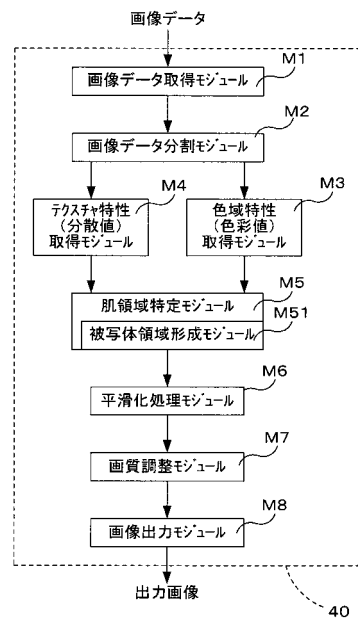 画像データ
M1
画像データ取得モジュール
M2
画像データ分割モジュール
M4
テクスチャ特性
(分散値)
取得モジュール
M3
色域特性
(色彩値)
取得モジュール
M5
肌領域特定モジュール
M51
被写体領域形成モジュール
M6
平滑化処理モジュール
M7
画質調整モジュール
M8
画像出力モジュール
出力画像
40